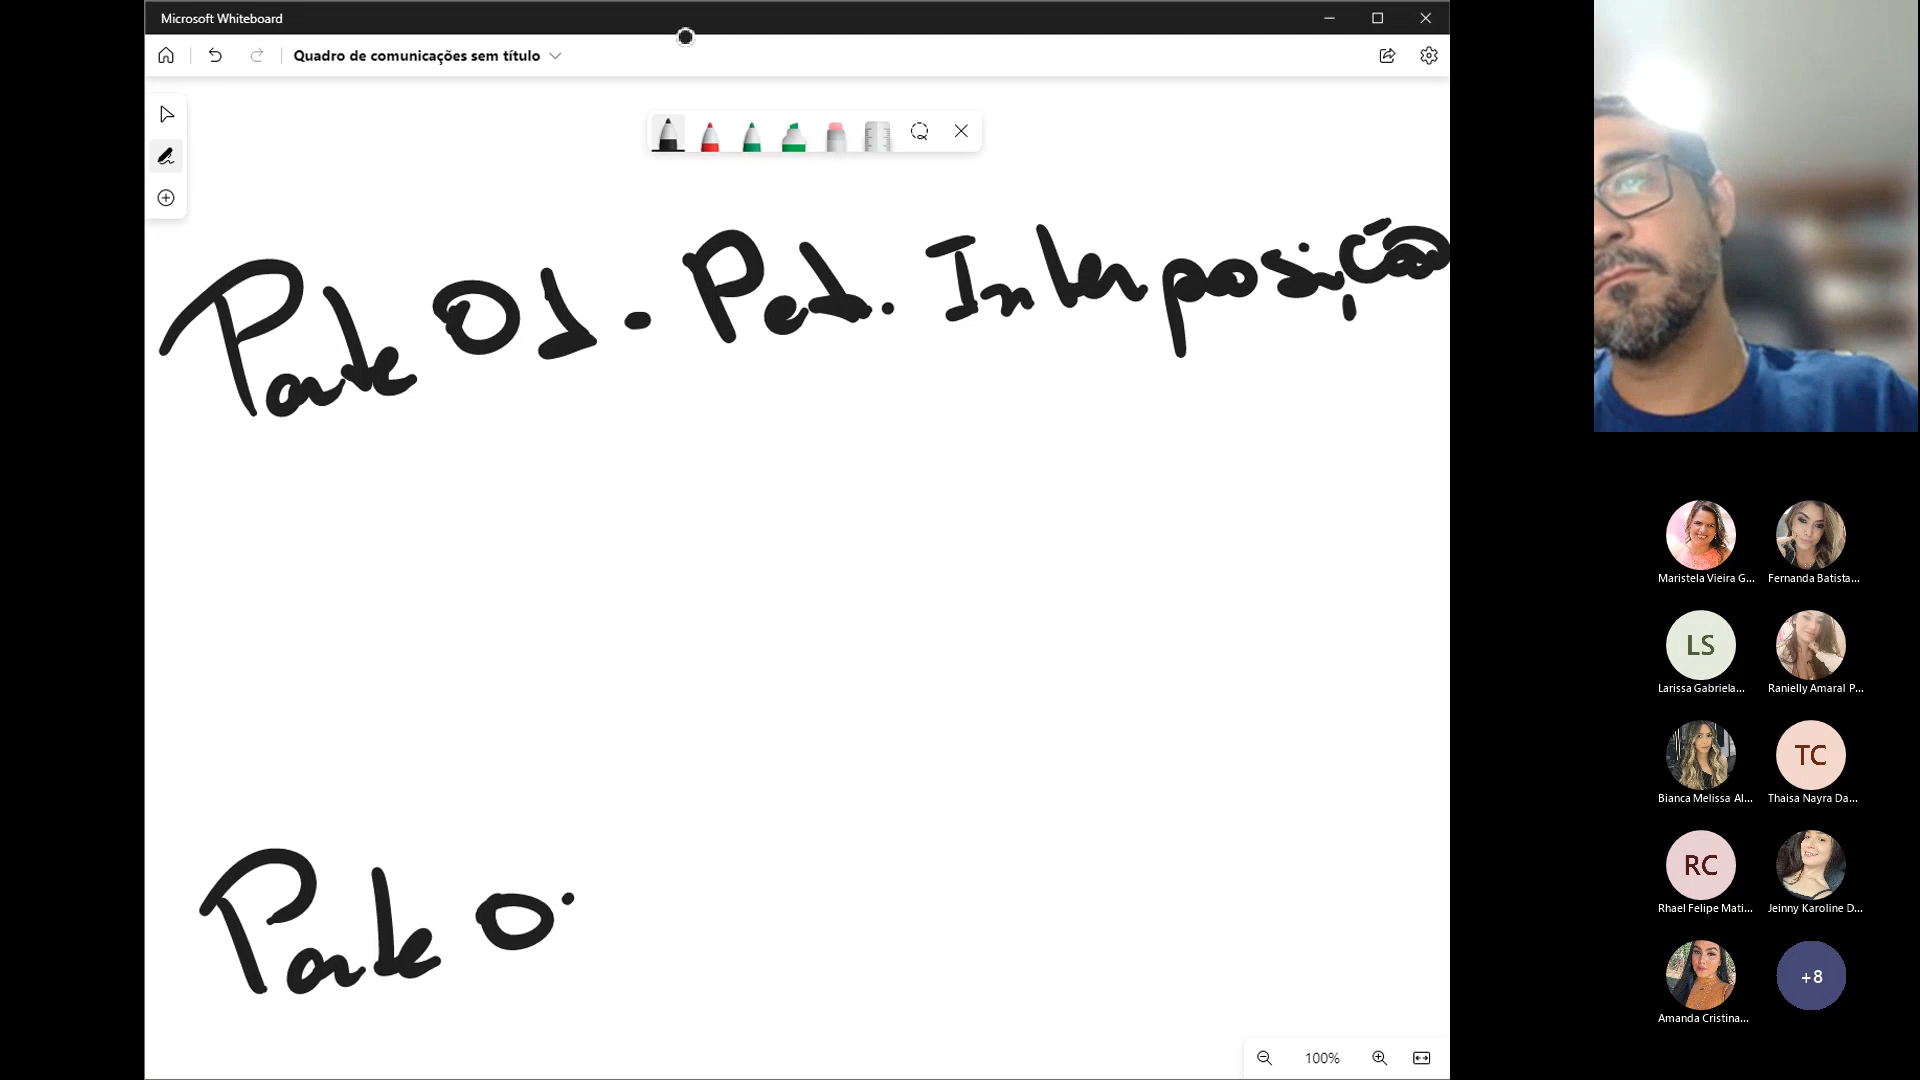 Microsoft Whiteboard
Quadro de comunicações sem título
Parte 01 - Pet. Interposição
Parte 0
100%
Maristela Vieira G...
Fernanda Batista...
LS
Larissa Gabriela...
Ranielly Amaral P...
Bianca Melissa Al...
TC
Thaisa Nayra Da...
RC
Rhael Felipe Mati...
Jeinny Karoline D...
Amanda Cristina...
+8